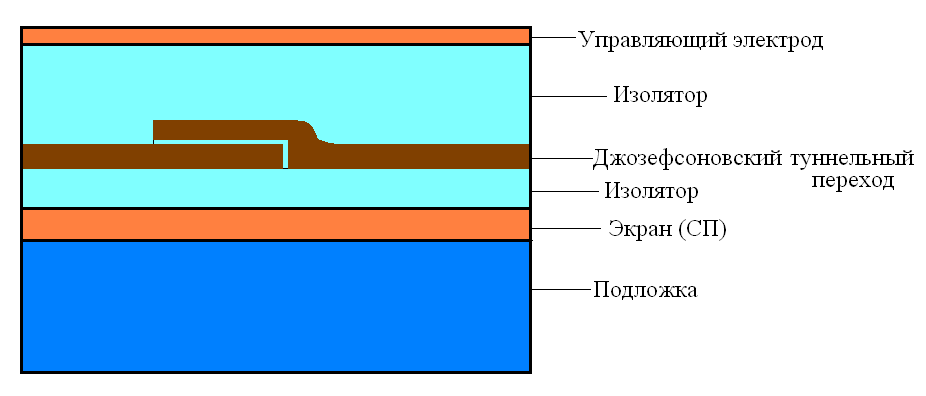 Управляющий электрод
Изолятор
Джозефсоновский туннельный
переход
Изолятор
Экран (СП)
Подложка